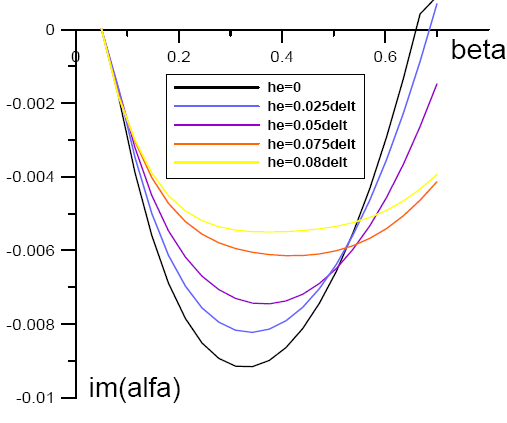 0
0 0.2 0.4 0.6 beta
he=0
he=0.025delt
he=0.05delt
he=0.075delt
he=0.08delt
-0.002
-0.004
-0.006
-0.008
-0.01
im(alfa)